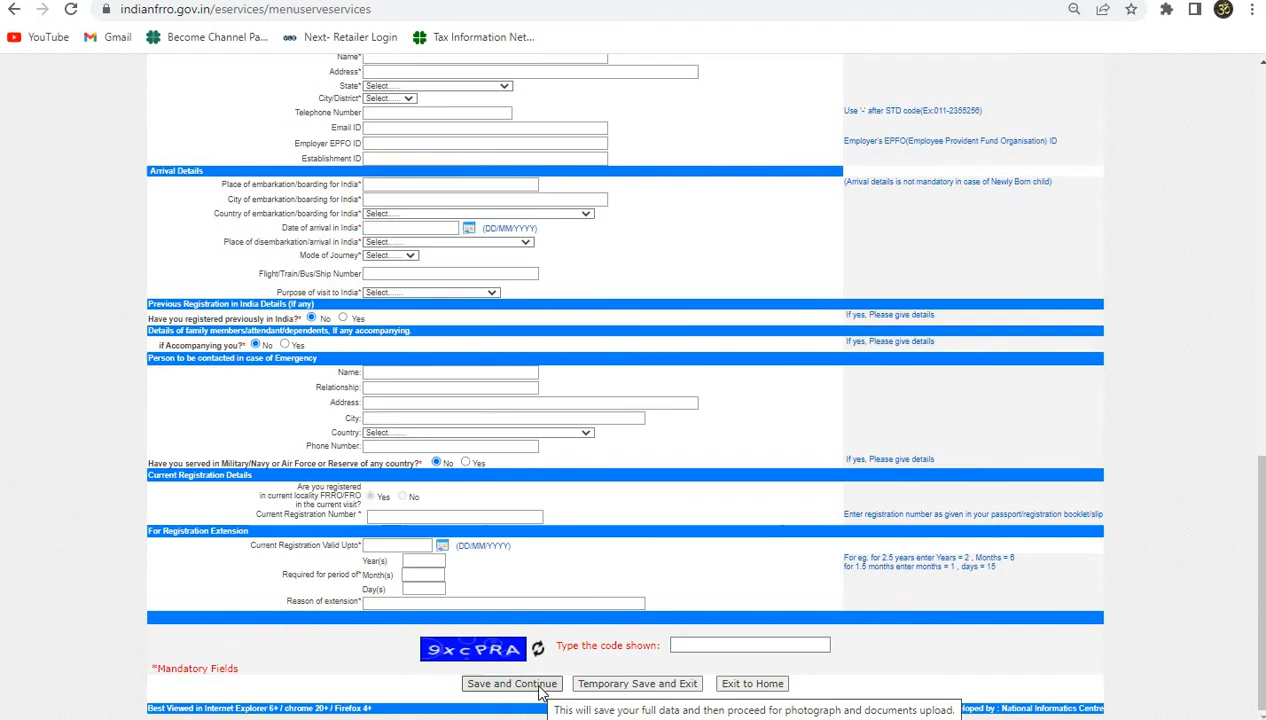 indianfrro.gov.in/eservices/menuserveservices
YouTube Gmail Become Channel Pa... Next- Retailer Login Tax Information Net...
Name*
Address*
State* Select......
City/District* Select......
Telephone Number Use '-' after STD code(Ex:011-2355256)
Email ID
Employer EPFO ID Employer's EPFO(Employee Provident Fund Organisation) ID
Establishment ID
Arrival Details
Place of embarkation/boarding for India* (Arrival details is not mandatory in case of Newly Born child)
City of embarkation/boarding for India*
Country of embarkation/boarding for India* Select.....
Date of arrival in India* (DD/MM/YYYY)
Place of disembarkation/arrival in India* Select.......
Mode of Journey* Select.....
Flight/Train/Bus/Ship Number
Purpose of visit to India* Select.......
Previous Registration in India Details (If any)
Have you registered previously in India?* No Yes If yes, Please give details
Details of family members/attendant/dependents, If any accompanying.
if Accompanying you?* No Yes If yes, Please give details
Person to be contacted in case of Emergency
Name:
Relationship:
Address:
City:
Country: Select.........
Phone Number:
Have you served in Military/Navy or Air Force or Reserve of any country?* No Yes If yes, Please give details
Current Registration Details
Are you registered
in current locality FRRO/FRO
in the current visit? Yes No
Current Registration Number * Enter registration number as given in your passport/registration booklet/slip
For Registration Extension
Current Registration Valid Upto* (DD/MM/YYYY)
Year(s) For eg. for 2.5 years enter Years = 2 , Months = 6
for 1.5 months enter months = 1 , days = 15
Required for period of* Month(s)
Day(s)
Reason of extension*
9xcPRA Type the code shown:
*Mandatory Fields
Save and Continue Temporary Save and Exit Exit to Home
Best Viewed in Internet Explorer 6+ / chrome 20+ / Firefox 4+ loped by : National Informatics Centre
This will save your full data and then proceed for photograph and documents upload.